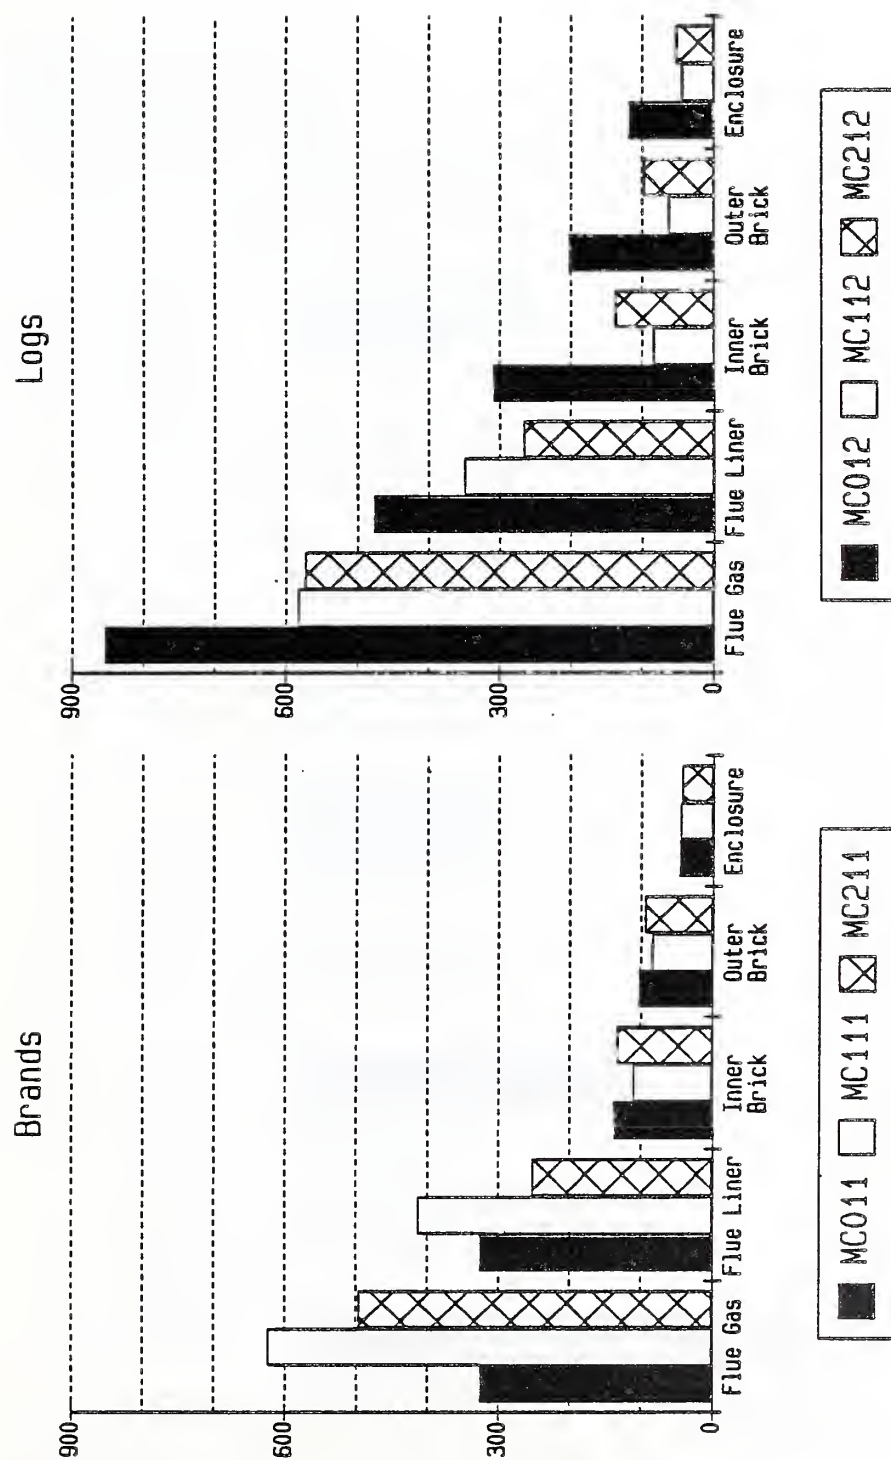 Brands
900
600
300
0
Flue Gas
Flue Liner
Inner
Brick
Outer
Brick
Enclosure
MC011 MC111 MC211
Logs
900
600
300
0
Flue Gas
Flue Liner
Inner
Brick
Outer
Brick
Enclosure
MC012 MC112 MC212